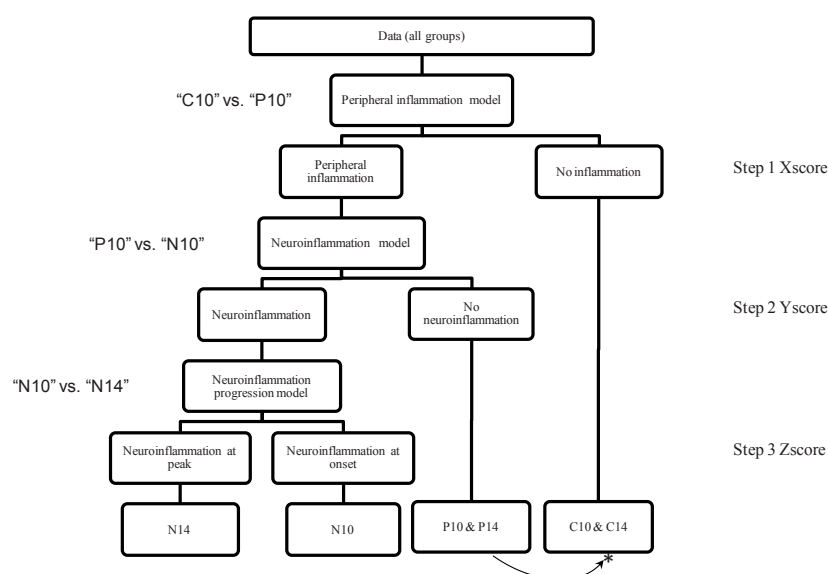 Data (all groups)
“C10” vs. “P10”
Peripheral inflammation model
Peripheral
inflammation
No inflammation
Step 1 Xscore
“P10” vs. “N10”
Neuroinflammation model
Neuroinflammation
No
neuroinflammation
Step 2 Yscore
“N10” vs. “N14”
Neuroinflammation
progression model
Neuroinflammation at
peak
Neuroinflammation at
onset
Step 3 Zscore
N14
N10
P10 & P14
C10 & C14
*